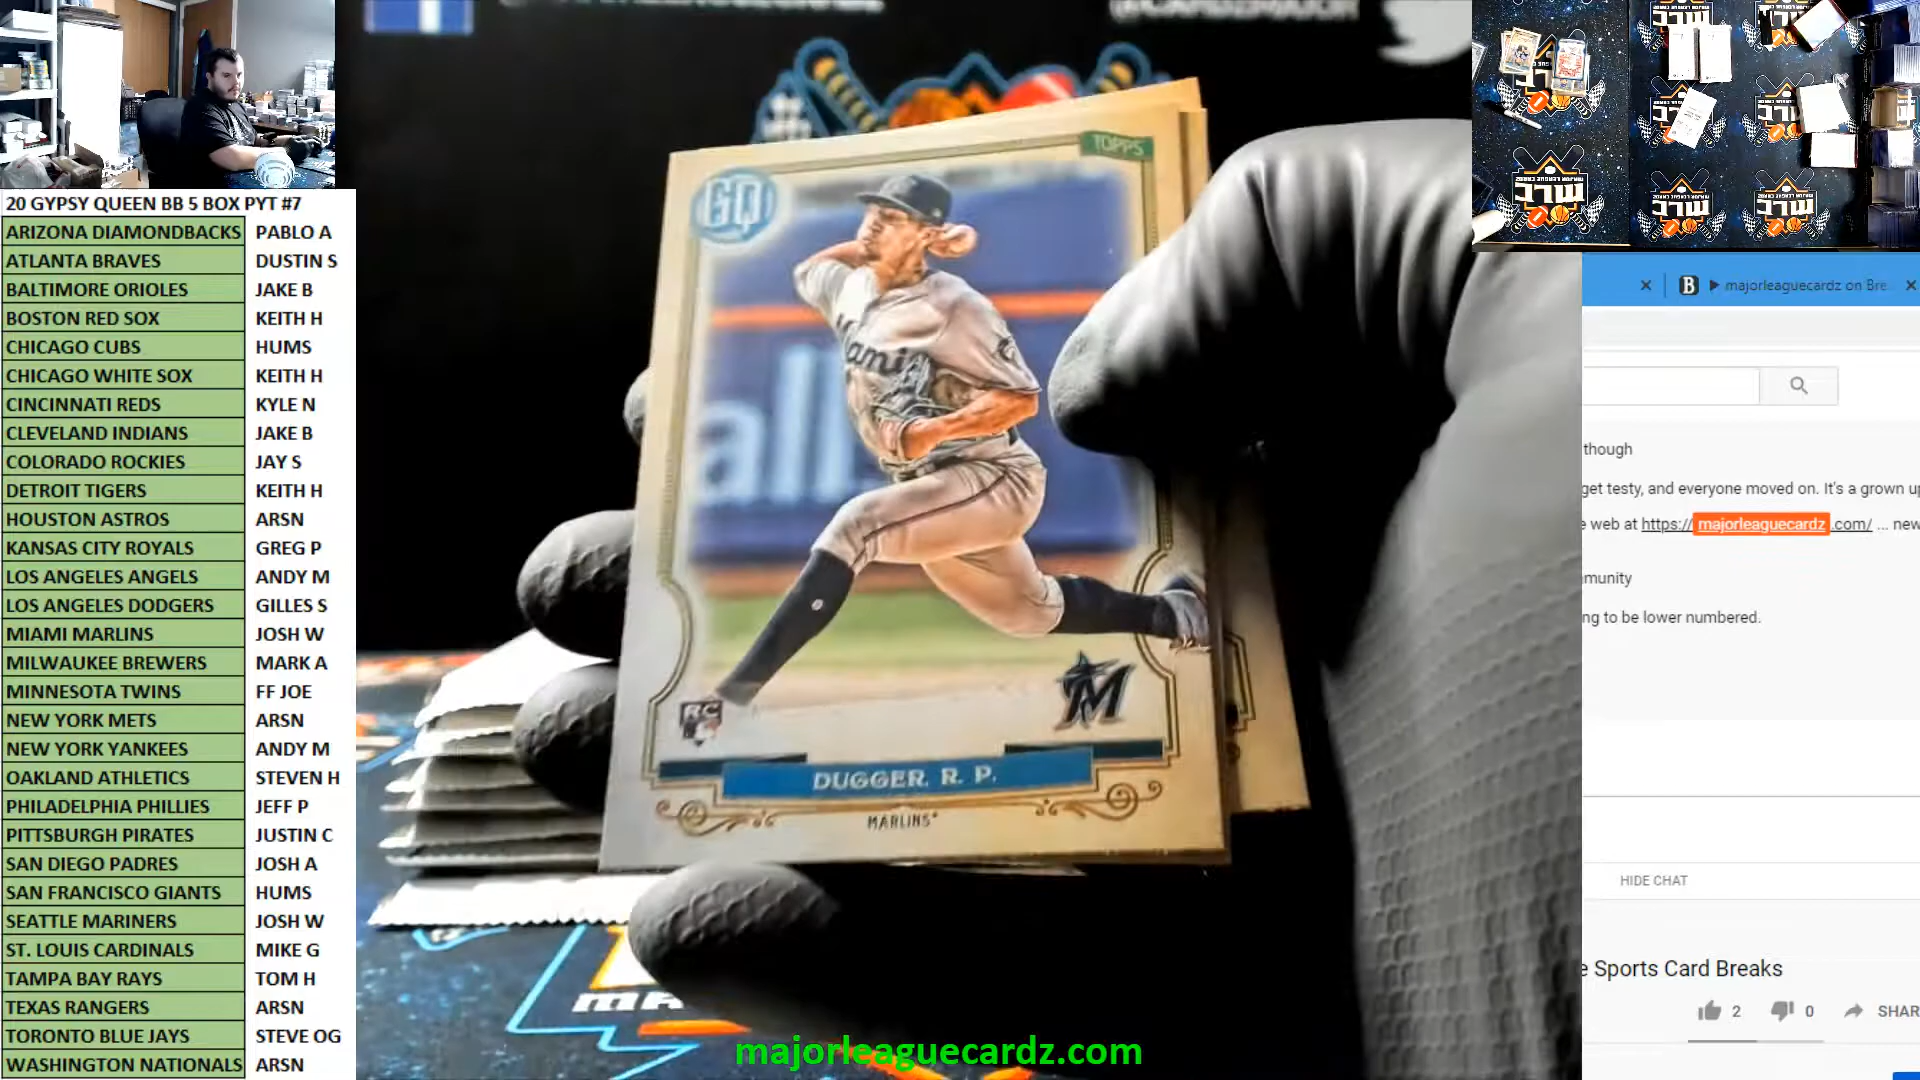 20 GYPSY QUEEN BB 5 BOX PYT #7
ARIZONA DIAMONDBACKS PABLO A
ATLANTA BRAVES DUSTIN S
BALTIMORE ORIOLES JAKE B
BOSTON RED SOX KEITH H
CHICAGO CUBS HUMS
CHICAGO WHITE SOX KEITH H
CINCINNATI REDS KYLE N
CLEVELAND INDIANS JAKE B
COLORADO ROCKIES JAY S
DETROIT TIGERS KEITH H
HOUSTON ASTROS ARSN
KANSAS CITY ROYALS GREG P
LOS ANGELES ANGELS ANDY M
LOS ANGELES DODGERS GILLES S
MIAMI MARLINS JOSH W
MILWAUKEE BREWERS MARK A
MINNESOTA TWINS FF JOE
NEW YORK METS ARSN
NEW YORK YANKEES ANDY M
OAKLAND ATHLETICS STEVEN H
PHILADELPHIA PHILLIES JEFF P
PITTSBURGH PIRATES JUSTIN C
SAN DIEGO PADRES JOSH A
SAN FRANCISCO GIANTS HUMS
SEATTLE MARINERS JOSH W
ST. LOUIS CARDINALS MIKE G
TAMPA BAY RAYS TOM H
TEXAS RANGERS ARSN
TORONTO BLUE JAYS STEVE OG
WASHINGTON NATIONALS ARSN
TOPPS
GQ
ami
all
RC
M
DUGGER, R. P.
MARLINS
majorleaguecardz.com
B majorleaguecardz on Bre
though
get testy, and everyone moved on. It's a grown up
web at https://majorleaguecardz.com/ ... new
munity
ng to be lower numbered.
HIDE CHAT
e Sports Card Breaks
2 0 SHAR